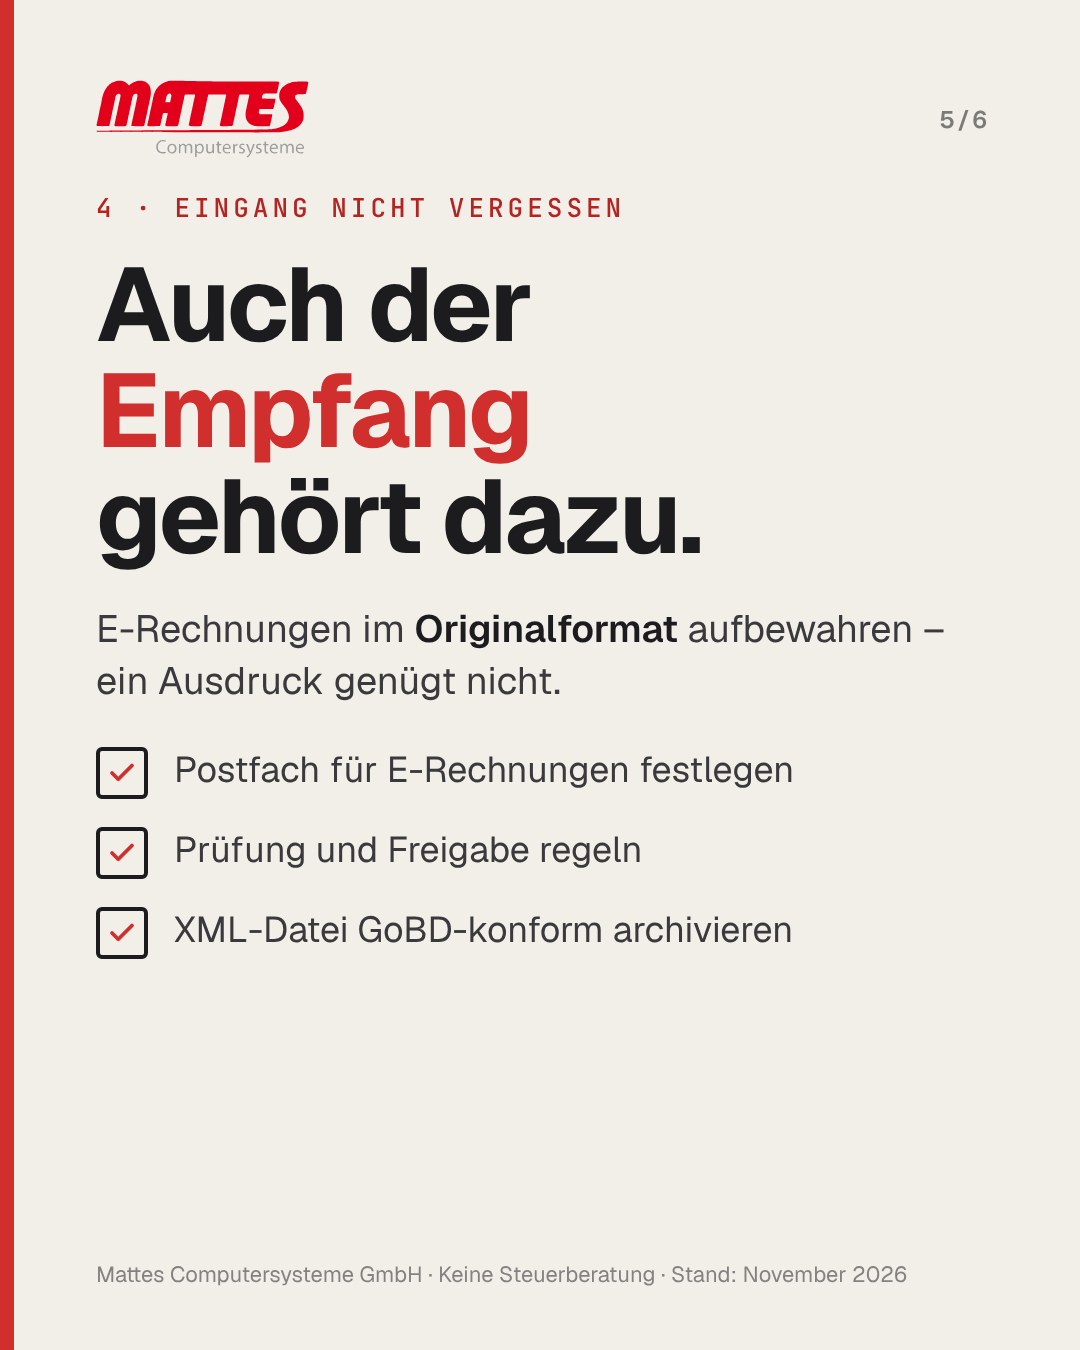 MATTES
Computersysteme
5/6
4 · EINGANG NICHT VERGESSEN
Auch der
Empfang
gehört dazu.
E-Rechnungen im Originalformat aufbewahren –
ein Ausdruck genügt nicht.
Postfach für E-Rechnungen festlegen
Prüfung und Freigabe regeln
XML-Datei GoBD-konform archivieren
Mattes Computersysteme GmbH · Keine Steuerberatung · Stand: November 2026